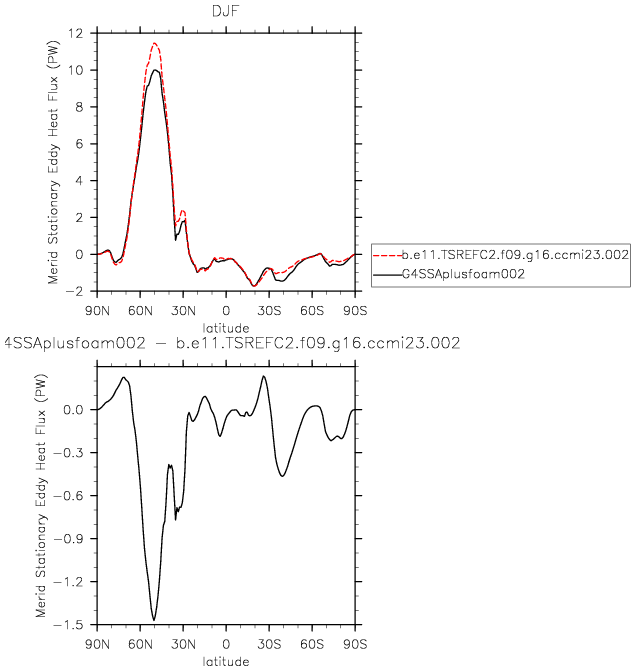 DJF
Merid Stationary Eddy Heat Flux (PW)
12
10
8
6
4
2
0
−2
90N 60N 30N 0 30S 60S 90S
latitude
b.e11.TSREFC2.f09.g16.ccmi23.002
G4SSAplusfoam002
4SSAplusfoam002 − b.e11.TSREFC2.f09.g16.ccmi23.002
Merid Stationary Eddy Heat Flux (PW)
0.0
−0.3
−0.6
−0.9
−1.2
−1.5
90N 60N 30N 0 30S 60S 90S
latitude